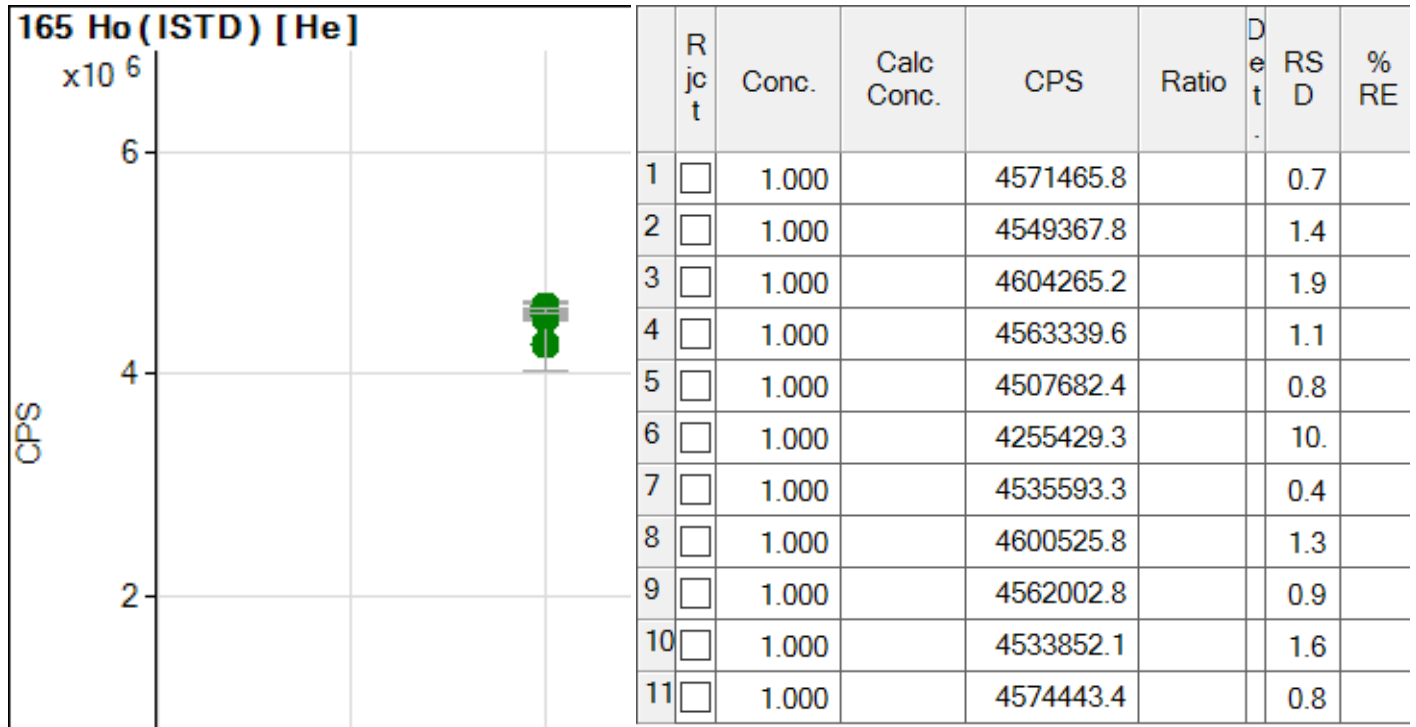 165 Ho ( ISTD ) [ He ]
x10 6
6
4
CPS
2
Rjct Conc. Calc Conc. CPS Ratio Det. RSD % RE
1 1.000 4571465.8 0.7
2 1.000 4549367.8 1.4
3 1.000 4604265.2 1.9
4 1.000 4563339.6 1.1
5 1.000 4507682.4 0.8
6 1.000 4255429.3 10.
7 1.000 4535593.3 0.4
8 1.000 4600525.8 1.3
9 1.000 4562002.8 0.9
10 1.000 4533852.1 1.6
11 1.000 4574443.4 0.8